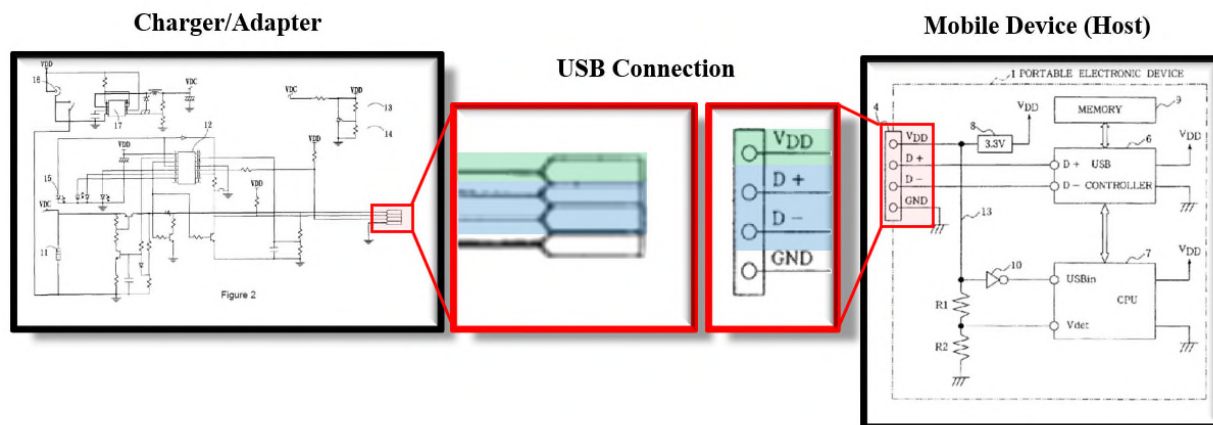 Charger/Adapter
USB Connection
Mobile Device (Host)
VDD
16
VDC
17
VDC
VDD
13
14
12
VDD
15
VDC
VDD
VDD
11
Figure 2
VDD
D +
D -
GND
1 PORTABLE ELECTRONIC DEVICE
4
VDD
D +
D -
GND
8
3.3V
VDD
MEMORY
9
6
VDD
D + USB
D - CONTROLLER
13
10
7
VDD
USBin
CPU
R1
Vdet
R2